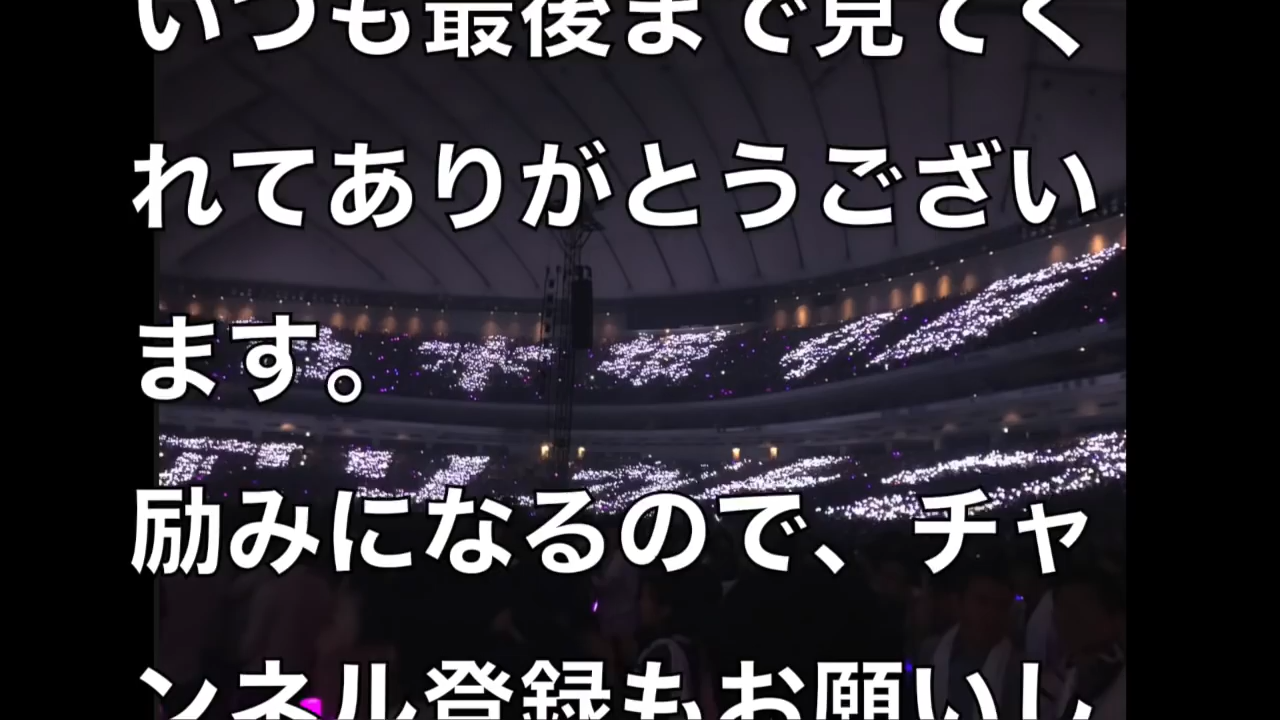 いつも最後まで見てく
れてありがとうござい
ます。
励みになるので、チャ
ンネル登録もお願いし